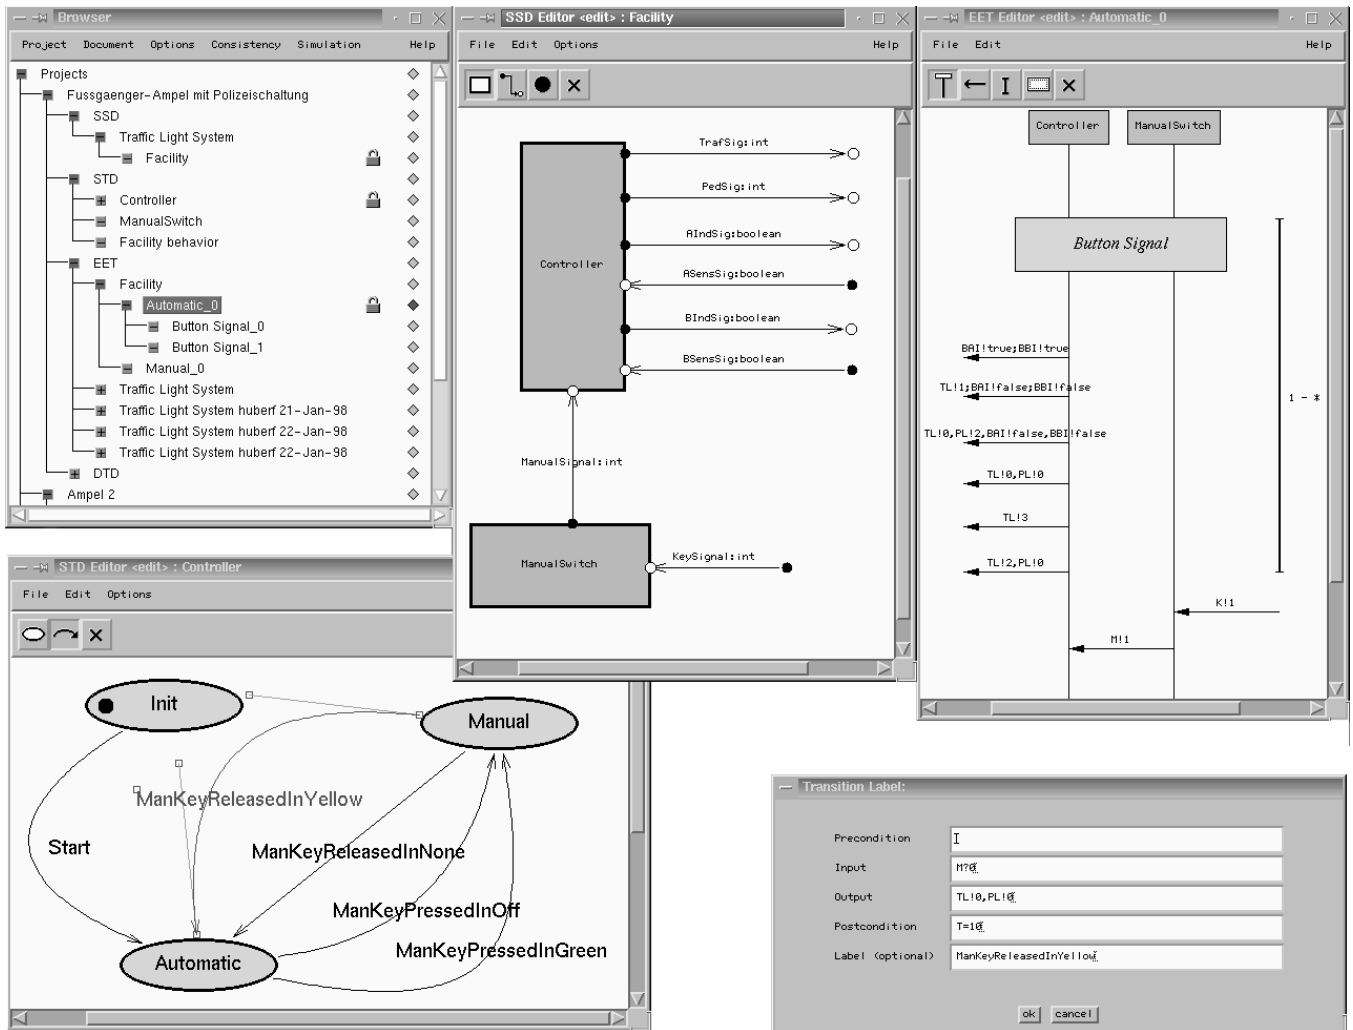 Browser
Project Document Options Consistency Simulation Help
Projects
Fussgaenger-Ampel mit Polizeischaltung
SSD
Traffic Light System
Facility
STD
Controller
ManualSwitch
Facility behavior
EET
Facility
Automatic_0
Button Signal_0
Button Signal_1
Manual_0
Traffic Light System
Traffic Light System huberf 21-Jan-98
Traffic Light System huberf 22-Jan-98
Traffic Light System huberf 22-Jan-98
DTD
Ampel 2
SSD Editor <edit> : Facility
File Edit Options Help
TrafSig:int
PedSig:int
AIndSig:boolean
Controller
ASensSig:boolean
BIndSig:boolean
BSensSig:boolean
ManualSignal:int
KeySignal:int
ManualSwitch
EET Editor <edit> : Automatic_0
File Edit Help
Controller ManualSwitch
Button Signal
BAI!true;BBI!true
TL!1;BAI!false;BBI!false
1 - *
TL!0,PL!2,BAI!false,BBI!false
TL!0,PL!0
TL!3
TL!2,PL!0
K!1
M!1
STD Editor <edit> : Controller
File Edit Options
Init
Manual
ManKeyReleasedInYellow
Start
ManKeyReleasedInNone
ManKeyPressedInOff
ManKeyPressedInGreen
Automatic
Transition Label:
Precondition
Input M?0
Output TL!0,PL!0
Postcondition T=10
Label (optional) ManKeyReleasedInYellow
ok cancel